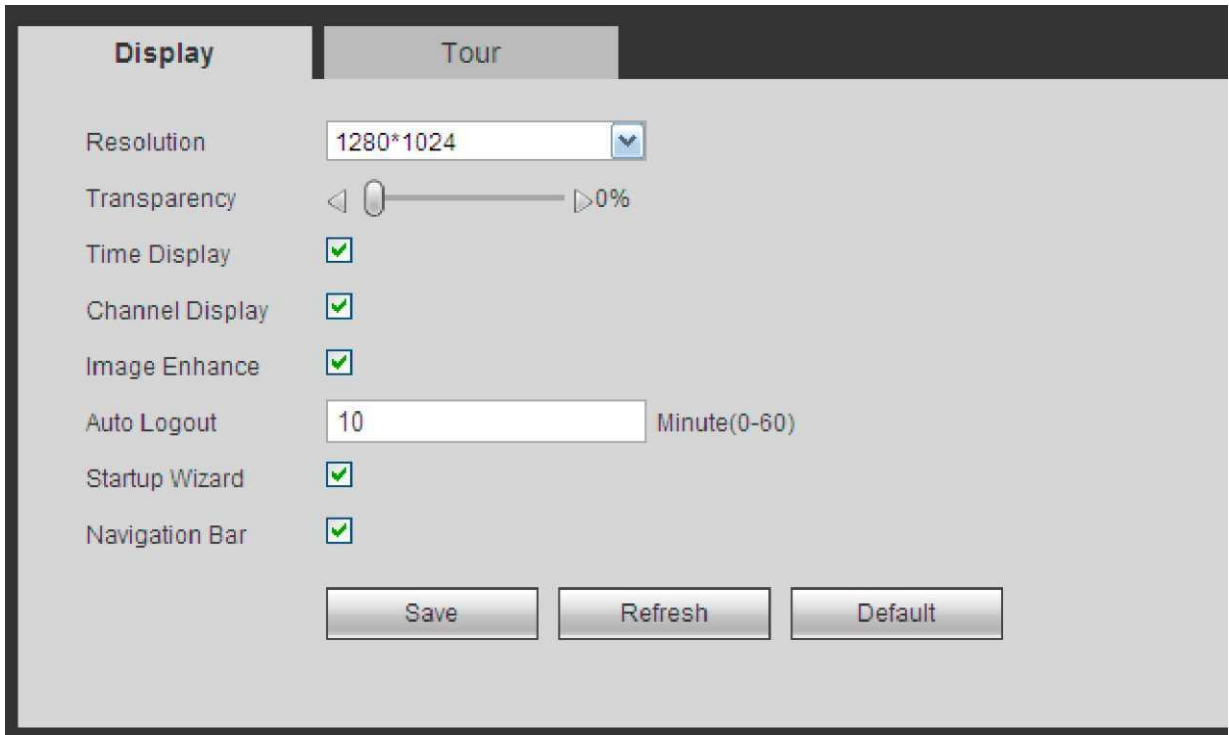 Display Tour
Resolution 1280*1024
Transparency 0%
Time Display
Channel Display
Image Enhance
Auto Logout 10 Minute(0-60)
Startup Wizard
Navigation Bar
Save Refresh Default